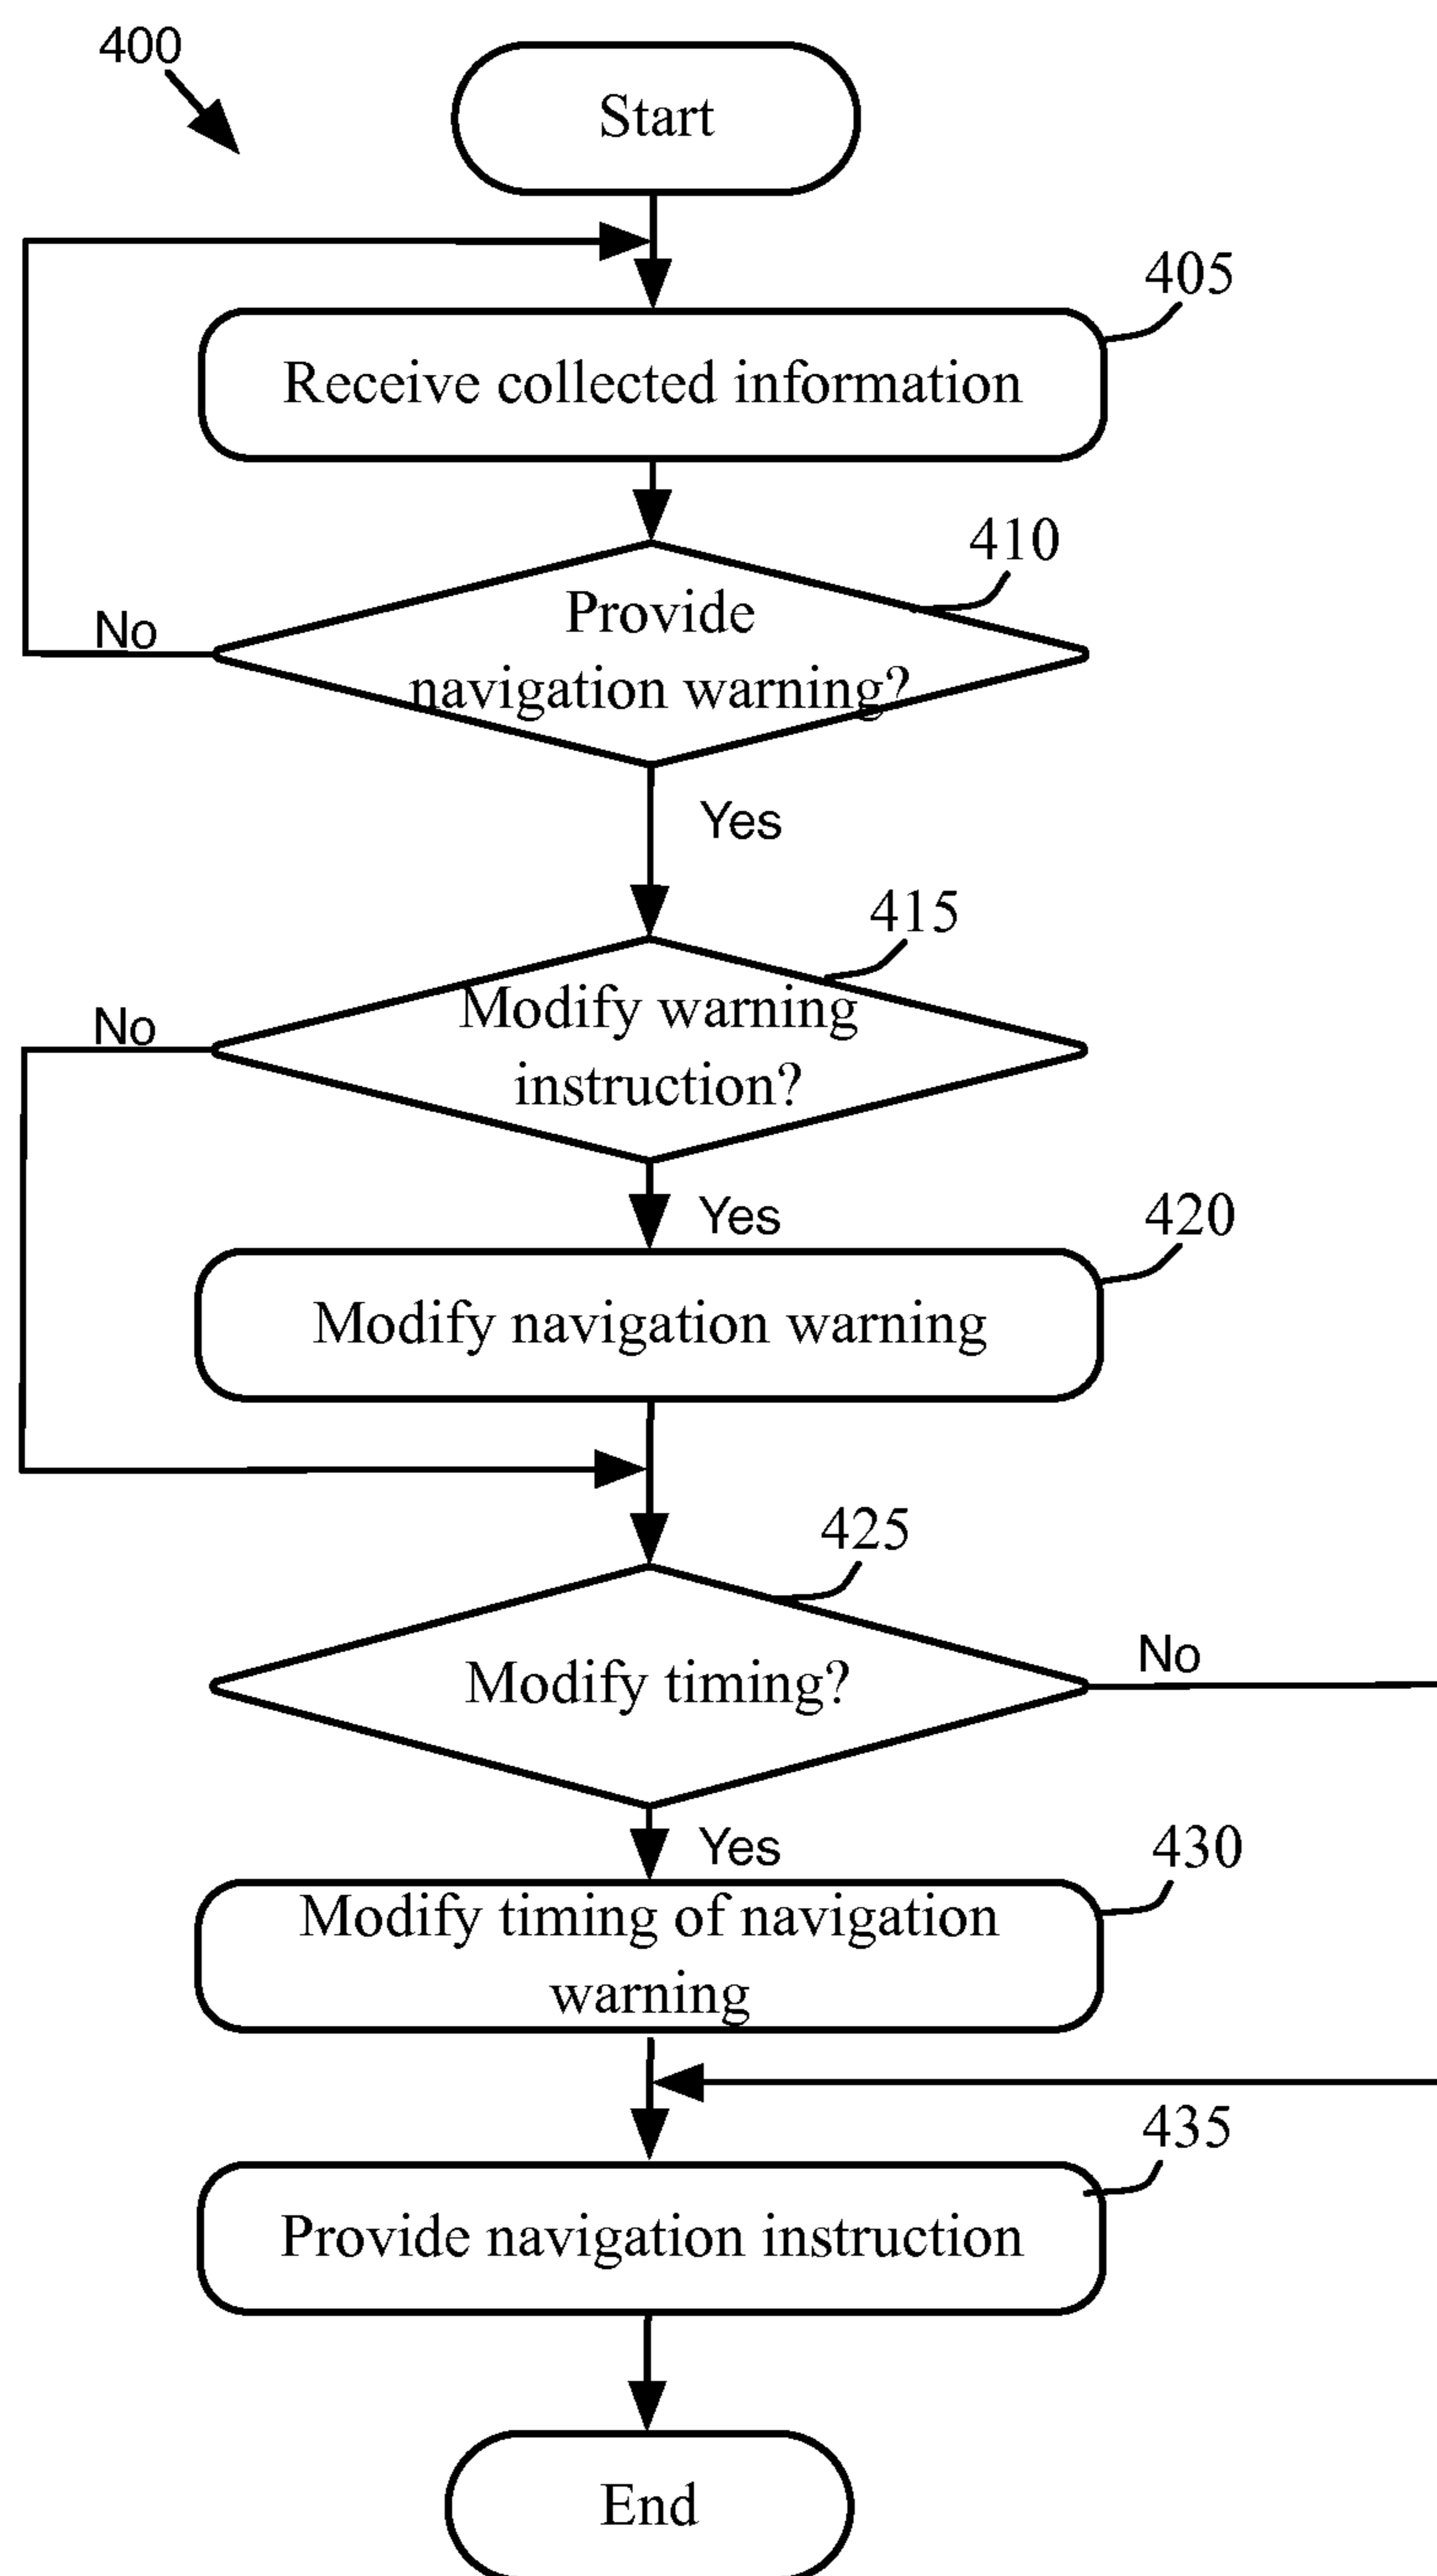 400
Start
405
Receive collected information
410
Provide
navigation warning?
No
Yes
415
Modify warning
instruction?
No
Yes
420
Modify navigation warning
425
Modify timing?
No
Yes
430
Modify timing of navigation
warning
435
Provide navigation instruction
End